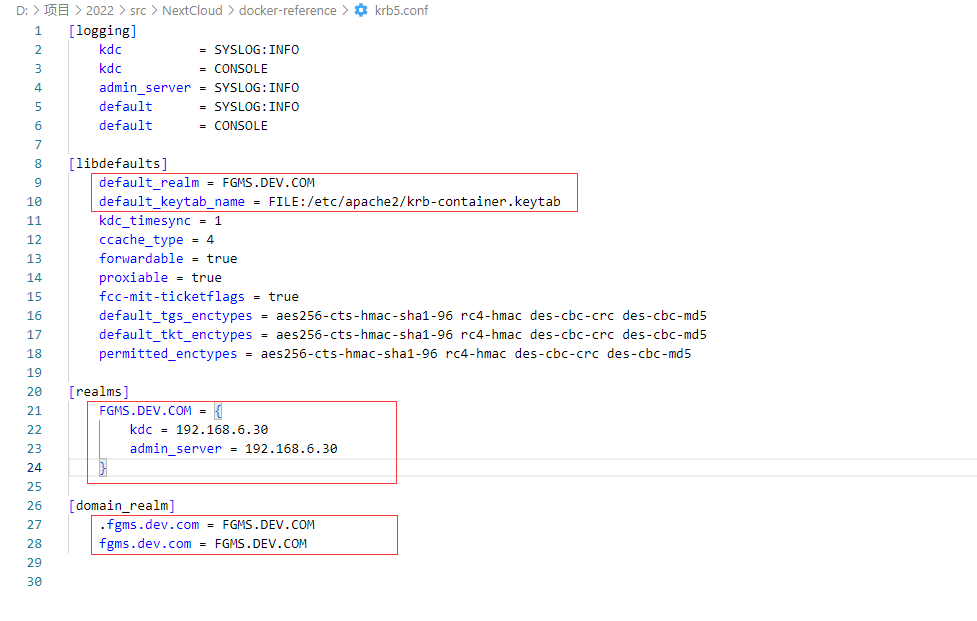 D: > 项目 > 2022 > src > NextCloud > docker-reference > krb5.conf
1 [logging]
2 kdc = SYSLOG:INFO
3 kdc = CONSOLE
4 admin_server = SYSLOG:INFO
5 default = SYSLOG:INFO
6 default = CONSOLE
7
8 [libdefaults]
9 default_realm = FGMS.DEV.COM
10 default_keytab_name = FILE:/etc/apache2/krb-container.keytab
11 kdc_timesync = 1
12 ccache_type = 4
13 forwardable = true
14 proxiable = true
15 fcc-mit-ticketflags = true
16 default_tgs_enctypes = aes256-cts-hmac-sha1-96 rc4-hmac des-cbc-crc des-cbc-md5
17 default_tkt_enctypes = aes256-cts-hmac-sha1-96 rc4-hmac des-cbc-crc des-cbc-md5
18 permitted_enctypes = aes256-cts-hmac-sha1-96 rc4-hmac des-cbc-crc des-cbc-md5
19
20 [realms]
21 FGMS.DEV.COM = {
22 kdc = 192.168.6.30
23 admin_server = 192.168.6.30
24 }
25
26 [domain_realm]
27 .fgms.dev.com = FGMS.DEV.COM
28 fgms.dev.com = FGMS.DEV.COM
29
30